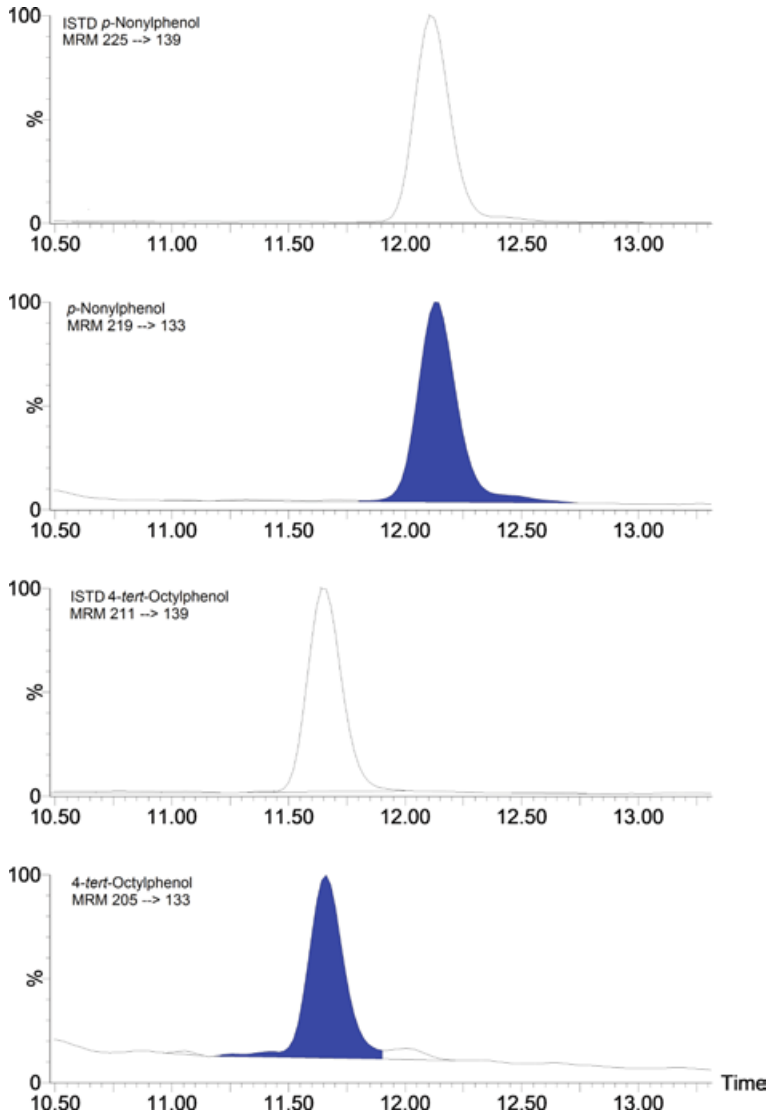 100
ISTD p-Nonylphenol
MRM 225 --> 139
%
0
10.50 11.00 11.50 12.00 12.50 13.00
100
p-Nonylphenol
MRM 219 --> 133
%
0
10.50 11.00 11.50 12.00 12.50 13.00
100
ISTD 4-tert-Octylphenol
MRM 211 --> 139
%
0
10.50 11.00 11.50 12.00 12.50 13.00
100
4-tert-Octylphenol
MRM 205 --> 133
%
0
Time
10.50 11.00 11.50 12.00 12.50 13.00